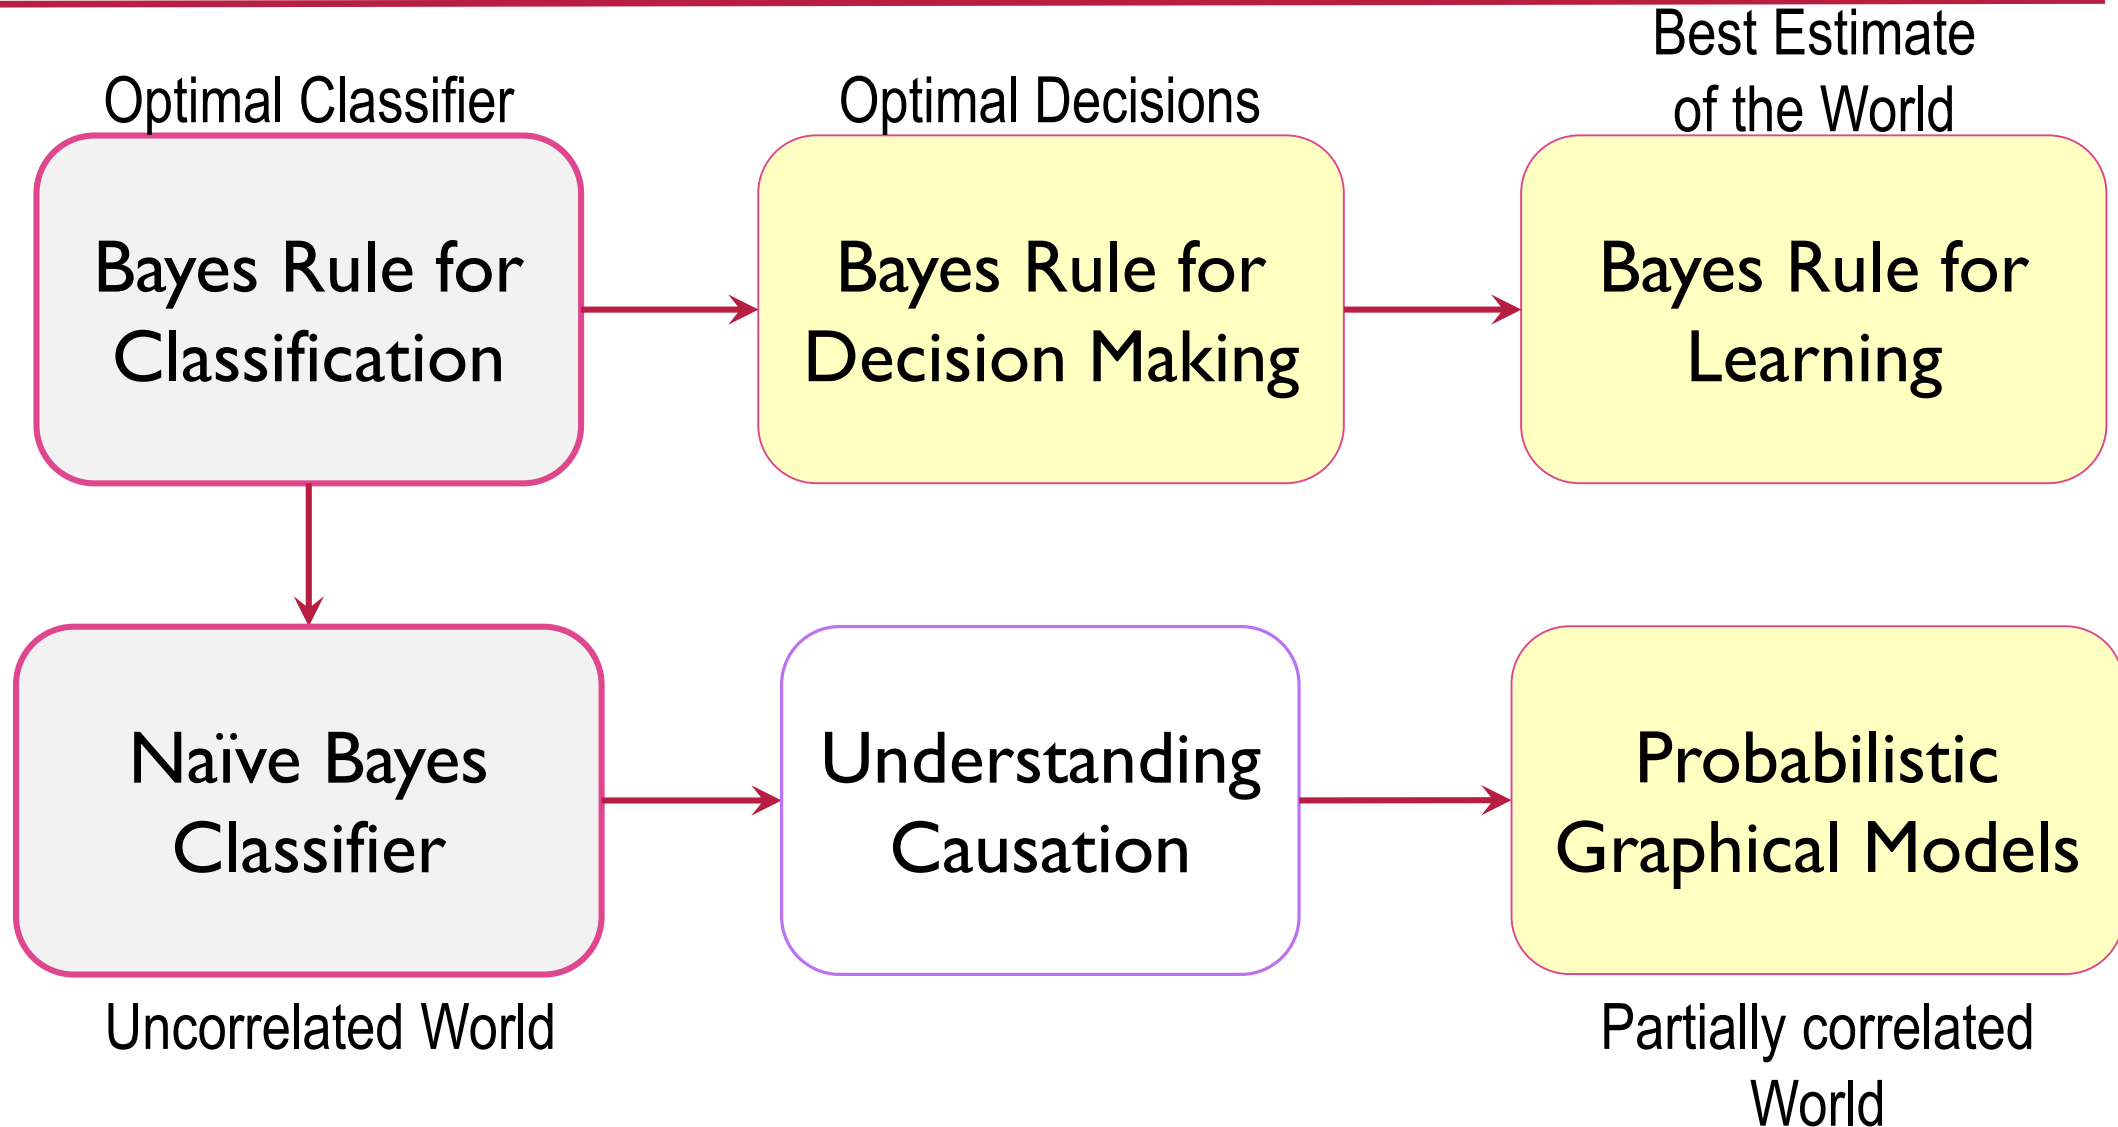 Optimal Classifier
Optimal Decisions
Best Estimate
of the World
Bayes Rule for
Classification
Bayes Rule for
Decision Making
Bayes Rule for
Learning
Naïve Bayes
Classifier
Understanding
Causation
Probabilistic
Graphical Models
Uncorrelated World
Partially correlated
World